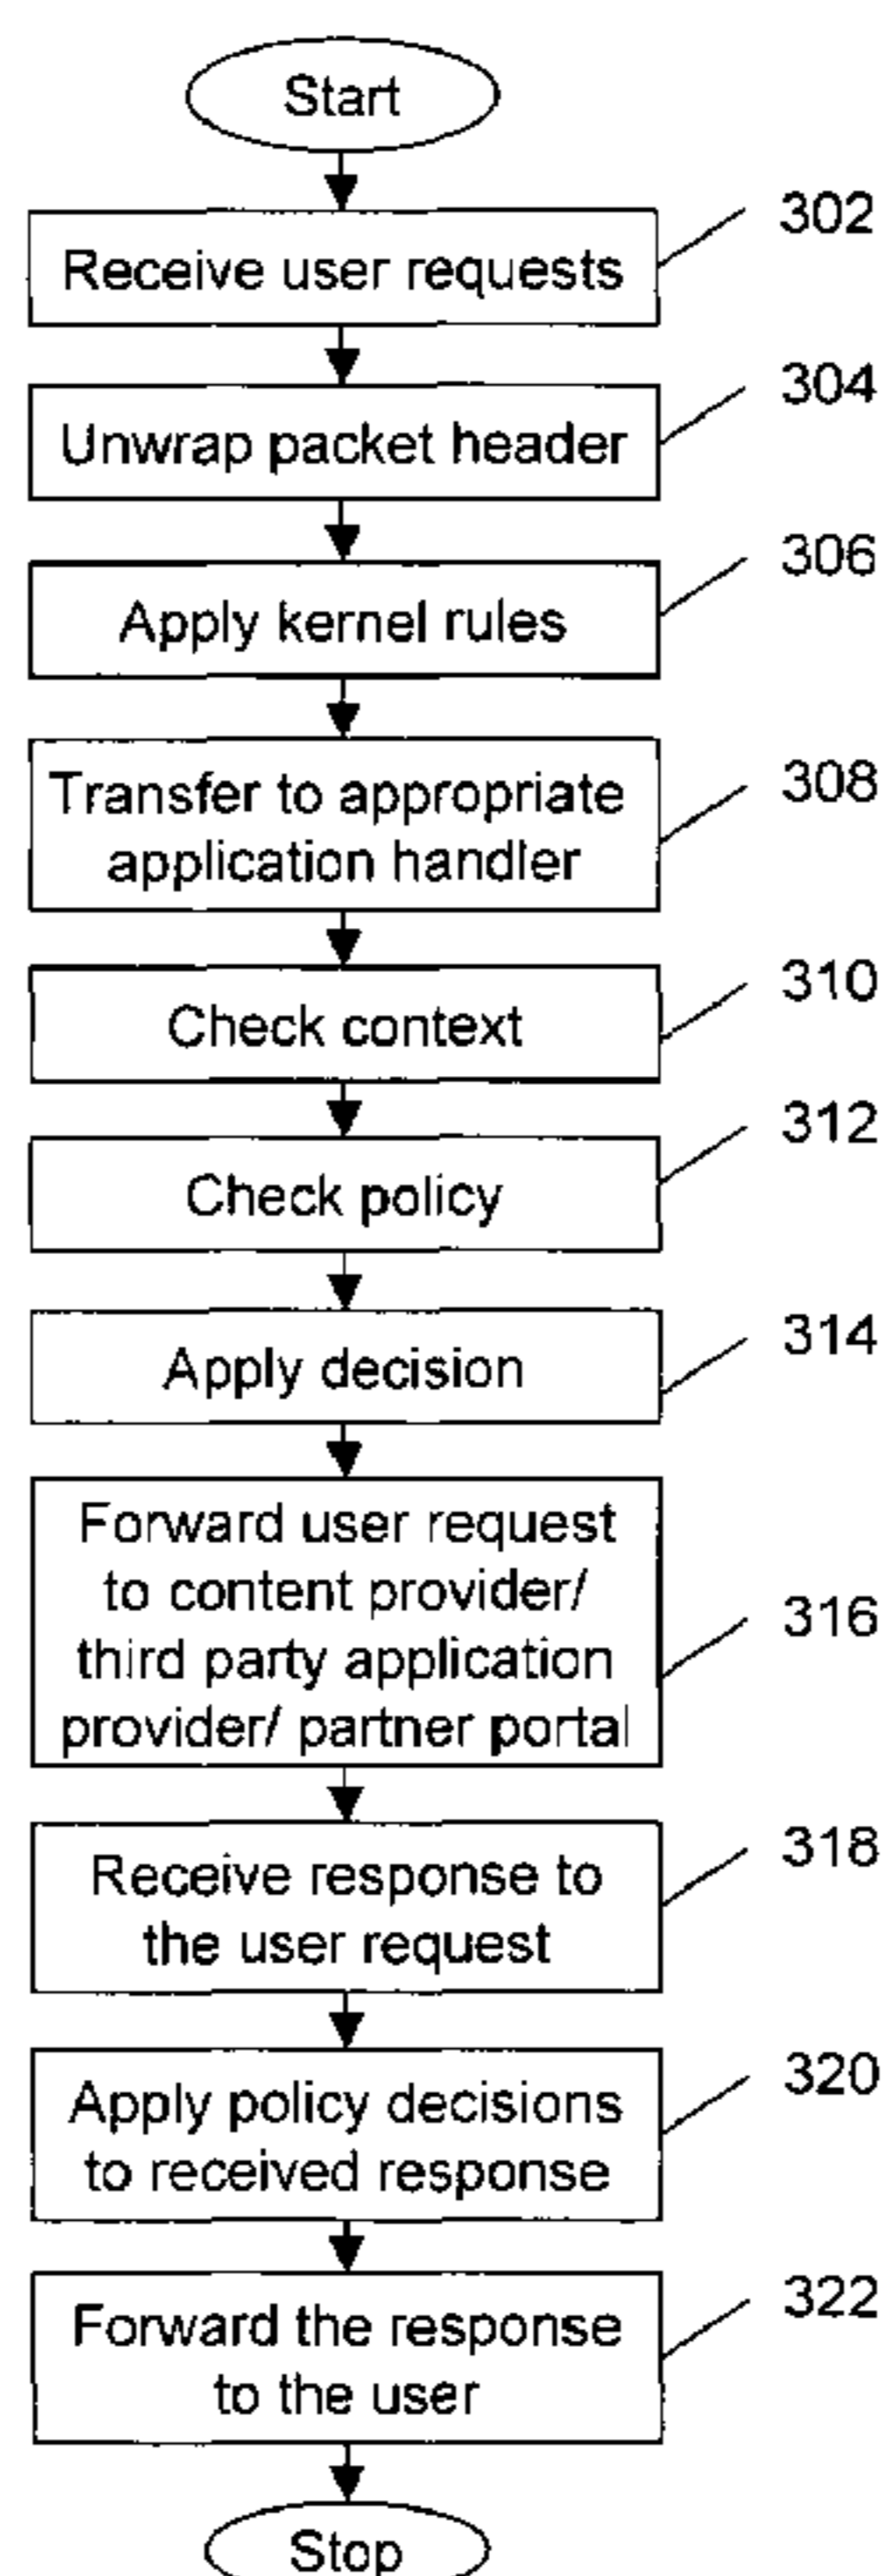 Start
Receive user requests
302
Unwrap packet header
304
Apply kernel rules
306
Transfer to appropriate
application handler
308
Check context
310
Check policy
312
Apply decision
314
Forward user request
to content provider/
third party application
provider/ partner portal
316
Receive response to
the user request
318
Apply policy decisions
to received response
320
Forward the response
to the user
322
Stop